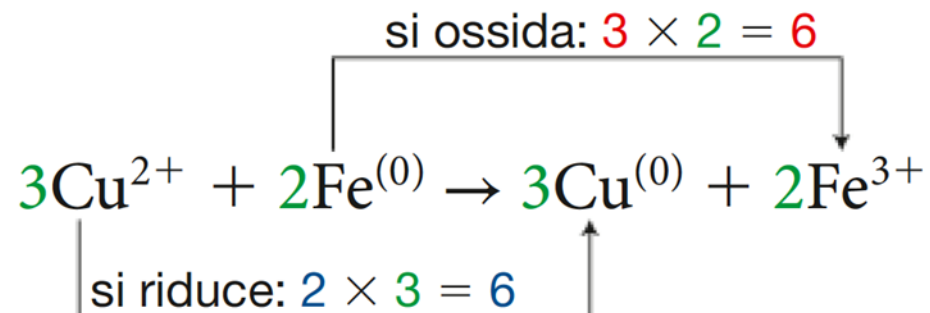 si ossida: 3 × 2 = 6
3Cu²⁺ + 2Fe⁽⁰⁾ → 3Cu⁽⁰⁾ + 2Fe³⁺
si riduce: 2 × 3 = 6